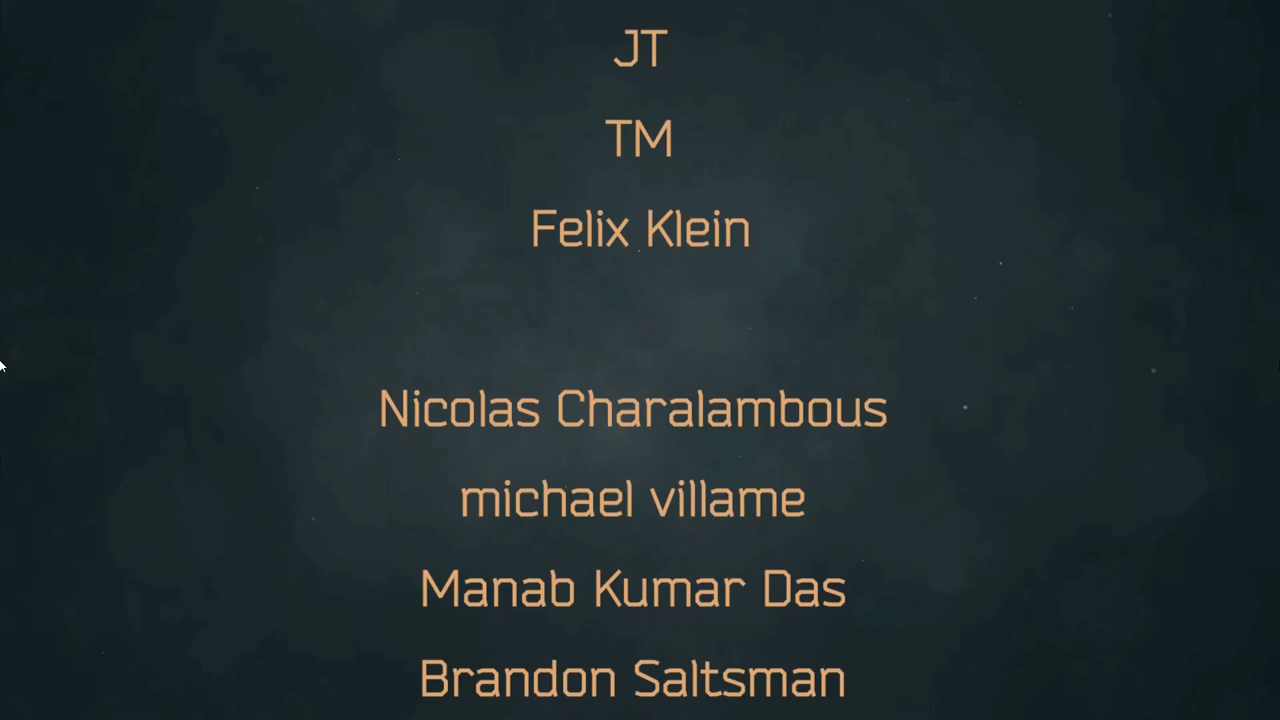 JT
TM
Felix Klein
Nicolas Charalambous
michael villame
Manab Kumar Das
Brandon Saltsman